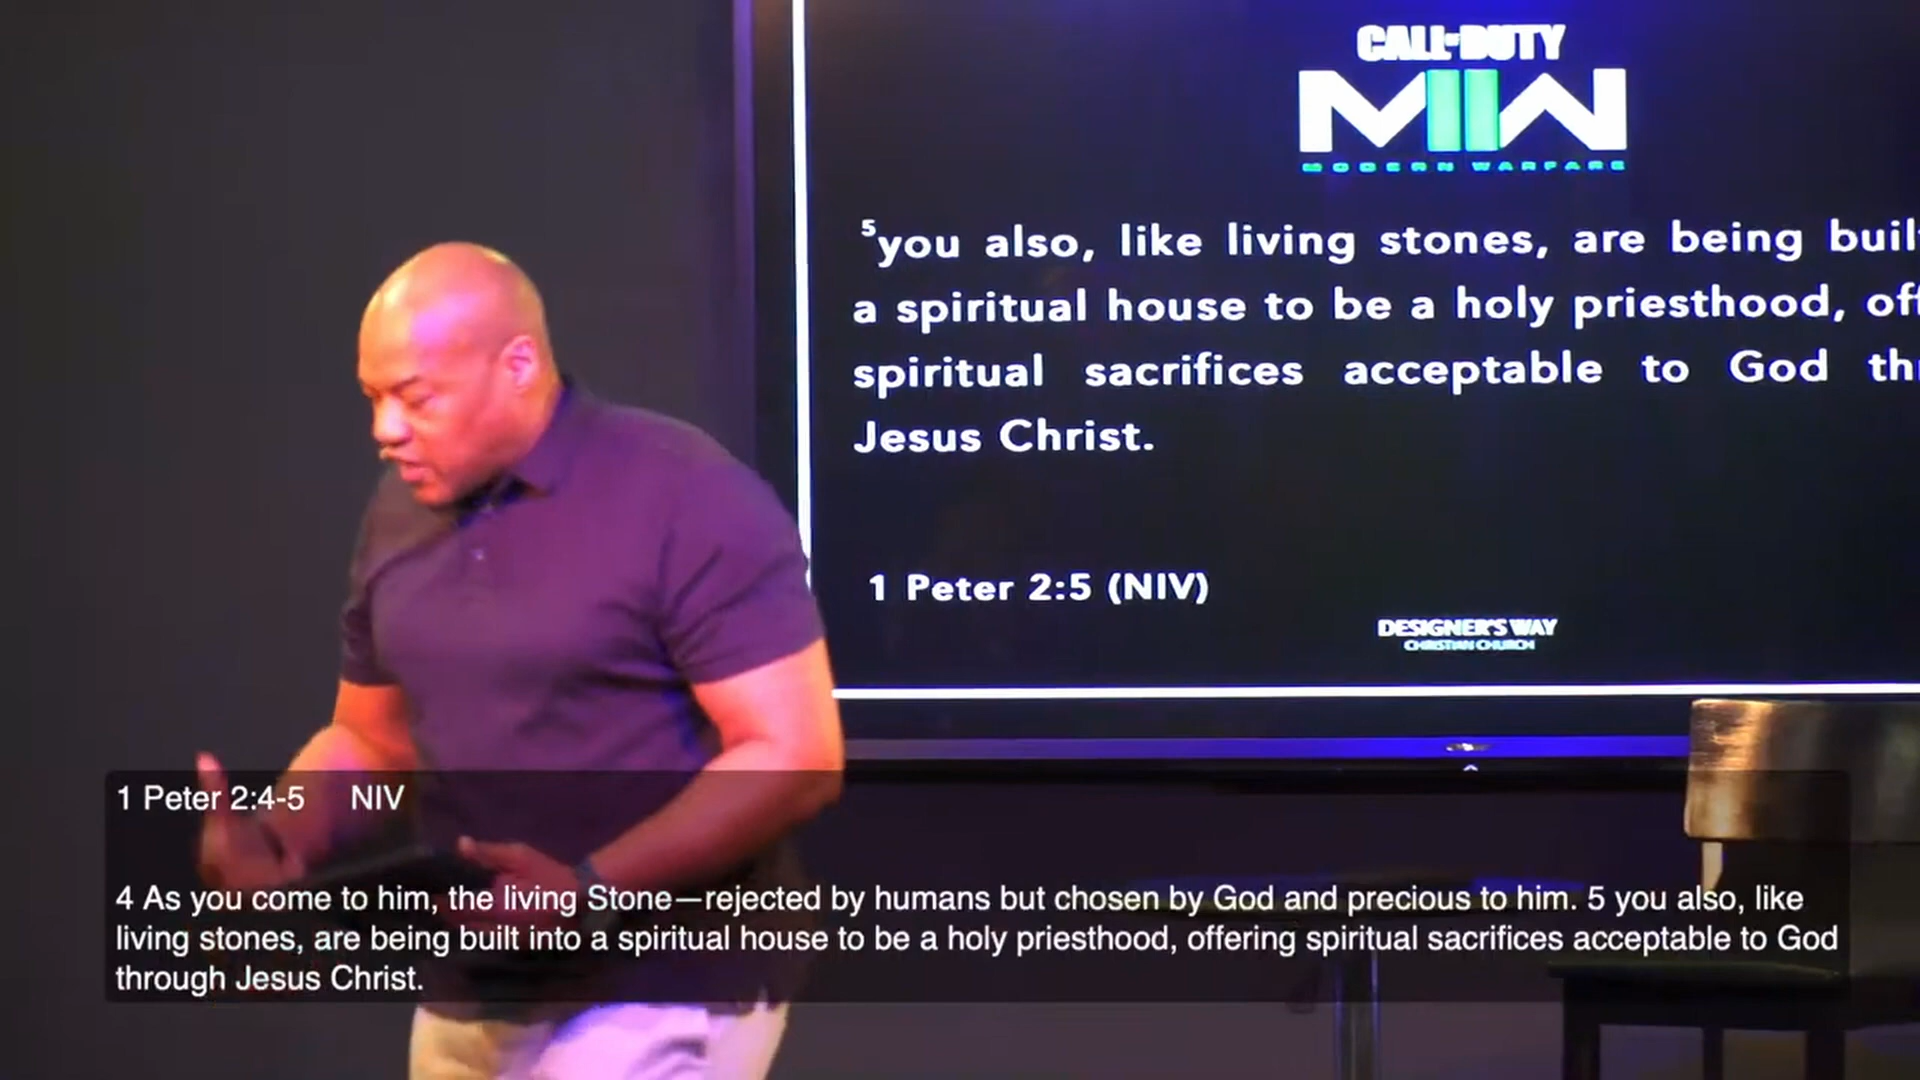 CALL OF DUTY
MIIW
MODERN WARFARE
⁵you also, like living stones, are being buil
a spiritual house to be a holy priesthood, off
spiritual sacrifices acceptable to God thr
Jesus Christ.
1 Peter 2:5 (NIV)
DESIGNER'S WAY
CHRISTIAN CHURCH
1 Peter 2:4-5 NIV
4 As you come to him, the living Stone—rejected by humans but chosen by God and precious to him. 5 you also, like
living stones, are being built into a spiritual house to be a holy priesthood, offering spiritual sacrifices acceptable to God
through Jesus Christ.